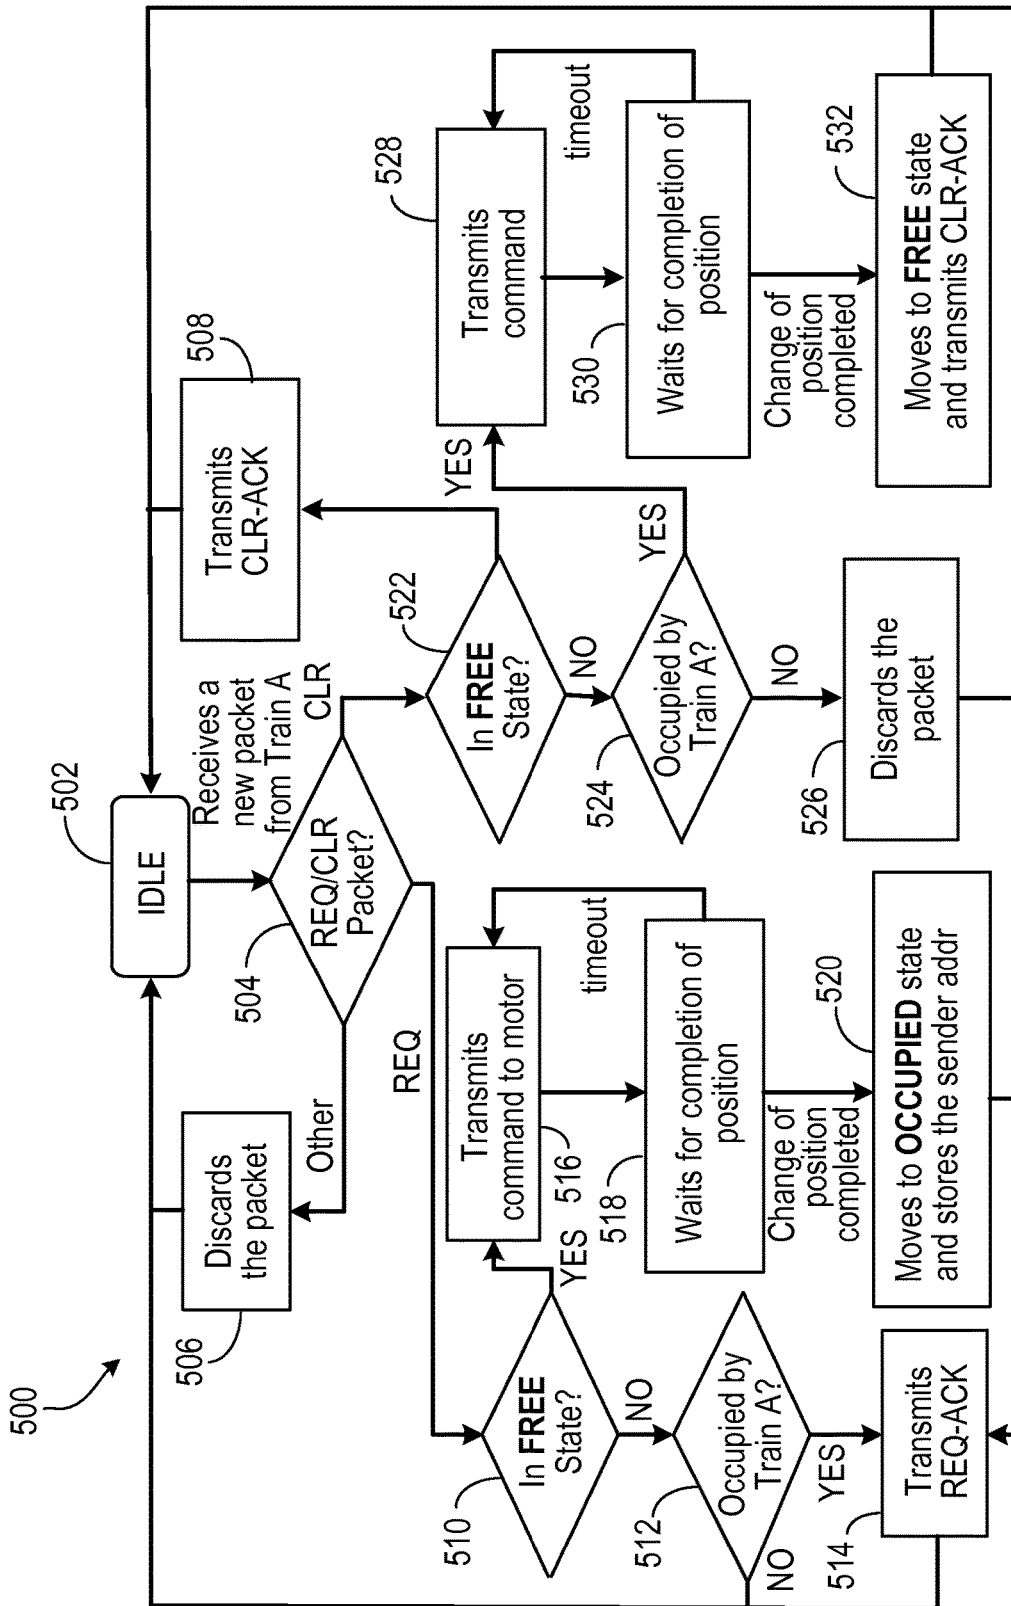 500
502
IDLE
Receives a
new packet
from Train A
504
REQ/CLR
Packet?
Other
CLR
REQ
506
Discards
the packet
508
Transmits
CLR-ACK
510
In FREE
State?
YES
NO
512
Occupied by
Train A?
NO
YES
514
Transmits
REQ-ACK
Transmits
command to motor
516
timeout
518
Waits for completion of
position
Change of
position
completed
520
Moves to OCCUPIED state
and stores the sender addr
522
In FREE
State?
YES
NO
524
Occupied by
Train A?
YES
NO
526
Discards the
packet
528
Transmits
command
timeout
530
Waits for completion of
position
Change of
position
completed
532
Moves to FREE state
and transmits CLR-ACK